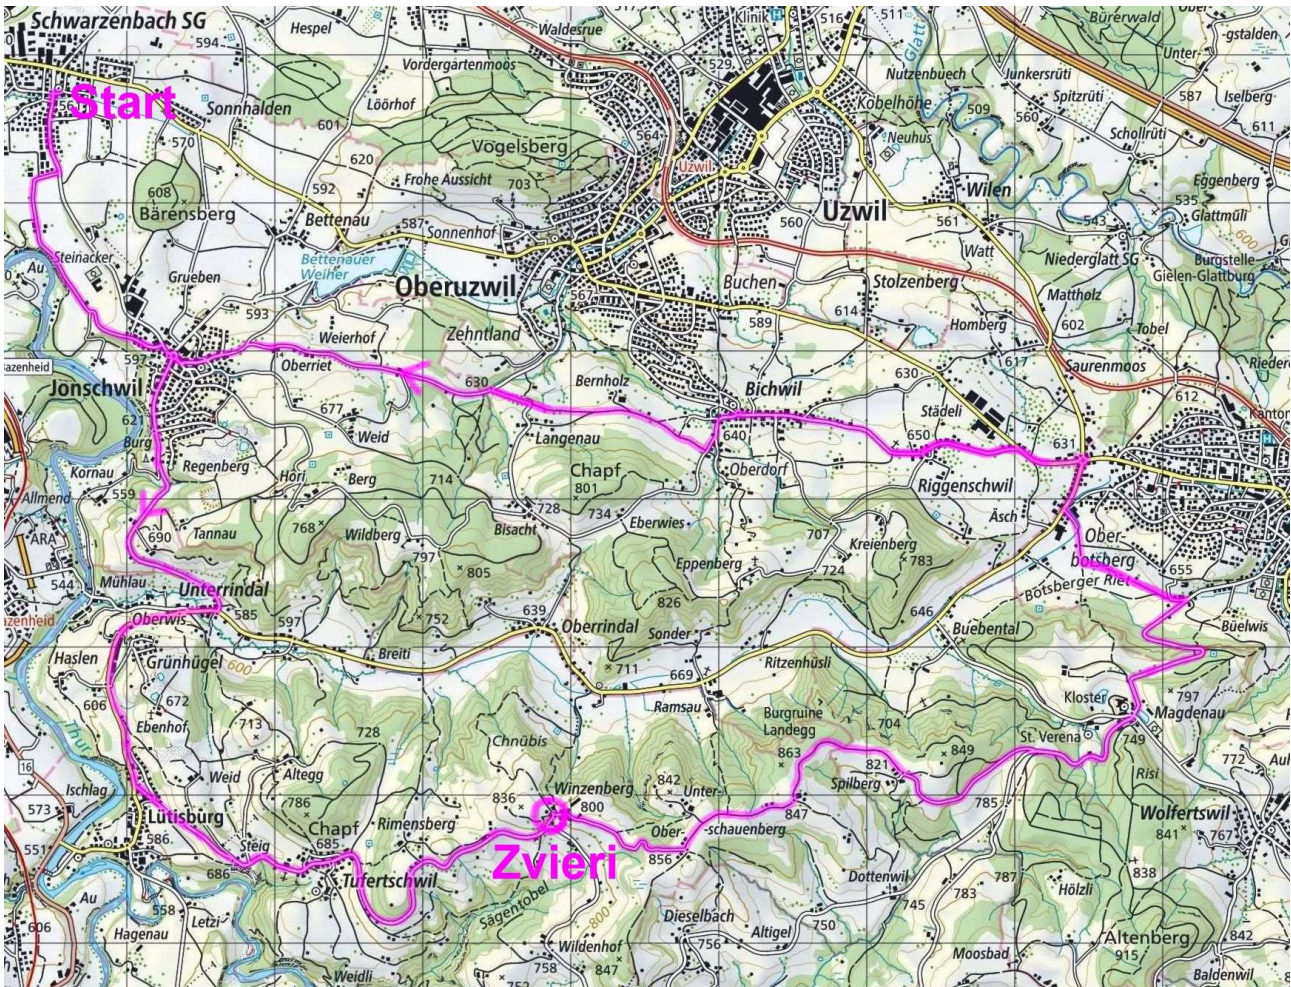 Schwarzenbach SG
Hespel
Waldesrue
Klinik
516
511
Bürerwald
Unter-
-gstalden
594
Vordergartenmoos
529
Glatt
Nutzenbuech
Junkersrüti
Start
Sonnhalden
Löörhof
Kobelhöhe
509
560
Spitzrüti
587
Iselberg
601
564
Neuhus
Schollrüti
611
570
Vogelsberg
620
Frohe Aussicht
703
Uzwil
Wilen
Eggenberg
608
592
535
Bärensberg
Bettenau
587
Sonnenhof
560
Uzwil
561
543
Glattmüli
600
Steinacker
Bettenauer
Weiher
Watt
Niederglatt SG
Burgstelle
Gielen-Glattburg
Au
Grueben
Oberuzwil
567
Buchen
Stolzenberg
Mattholz
593
Zehntland
589
614
Homberg
602
Tobel
Weierhof
597
Oberriet
617
Saurenmoos
Riedere
Jonschwil
630
Bernholz
Bichwil
630
612
677
Städeli
Kanton
621
Burg
Weid
Langenau
640
650
631
Kornau
Regenberg
Höri
Berg
714
Chapf
801
Oberdorf
Riggenschwil
Allmend
559
728
734
Äsch
ARA
690
Tannau
768
Wildberg
Bisacht
Eberwies
707
Kreienberg
Ober-
botsberg
797
805
Eppenberg
724
783
655
544
Mühlau
Unterrindal
826
Botsberger Riet
585
597
752
639
Oberrindal
Sonder
646
Buebental
Büelwis
Oberwis
Haslen
Grünhügel
600
Breiti
711
669
Ritzenhüsli
606
672
Ramsau
Kloster
797
Magdenau
Thur
Ebenhof
713
728
Chnübis
Burgruine
Landegg
704
St. Verena
749
16
863
849
772
Ischlag
Weid
Altegg
Winzenberg
842
Unter-
821
Spilberg
Risi
573
Lütisburg
786
836
800
785
Wolfertswil
586
Chapf
Rimensberg
Ober-
-schauenberg
847
841
767
551
Steig
685
Zvieri
856
686
Tufertschwil
Dottenwil
787
838
Au
558
Letzi
Sägentobel
800
Dieselbach
745
783
Hölzli
606
Hagenau
Altigel
750
Altenberg
842
Wildenhof
756
Moosbad
915
Weidli
758
847
Baldenwil